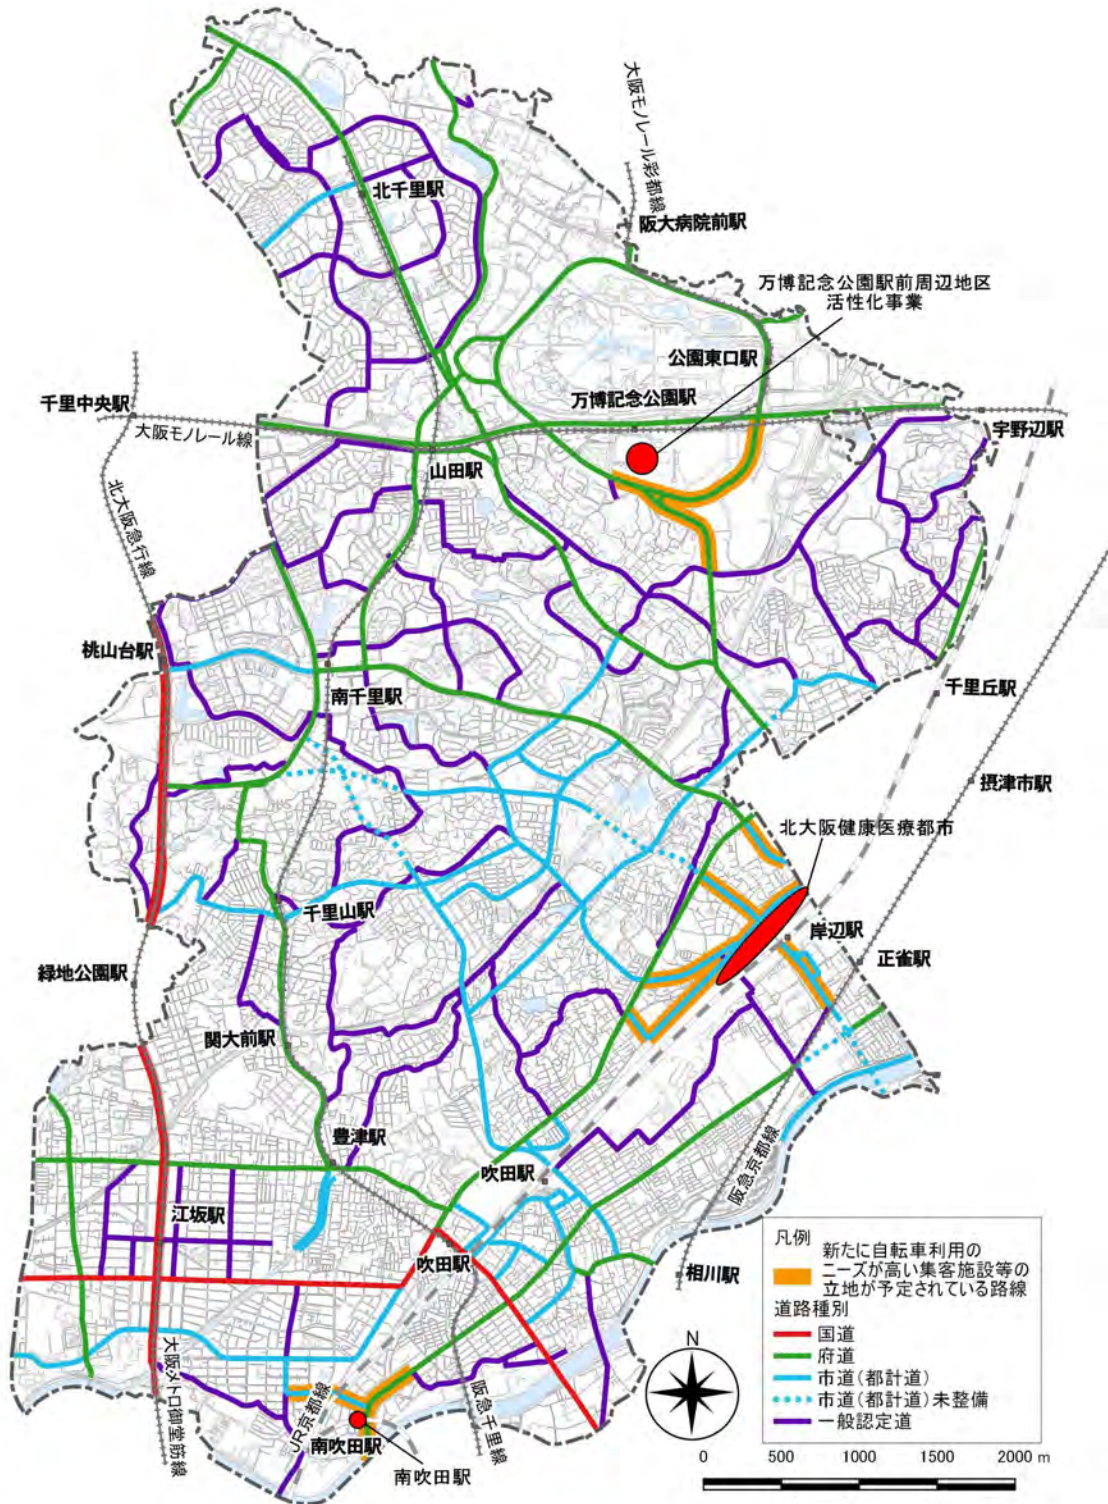 大阪モノレール彩都線
北千里駅
阪大病院前駅
万博記念公園駅前周辺地区
活性化事業
公園東口駅
千里中央駅
万博記念公園駅
大阪モノレール線
宇野辺駅
山田駅
北大阪急行線
桃山台駅
南千里駅
千里丘駅
摂津市駅
北大阪健康医療都市
千里山駅
岸辺駅
正雀駅
緑地公園駅
関大前駅
豊津駅
吹田駅
阪急京都線
江坂駅
吹田駅
相川駅
大阪メトロ御堂筋線
JR京都線
阪急千里線
南吹田駅
南吹田駅
凡例
新たに自転車利用の
ニーズが高い集客施設等の
立地が予定されている路線
道路種別
国道
府道
市道(都計道)
市道(都計道)未整備
一般認定道
N
0 500 1000 1500 2000 m